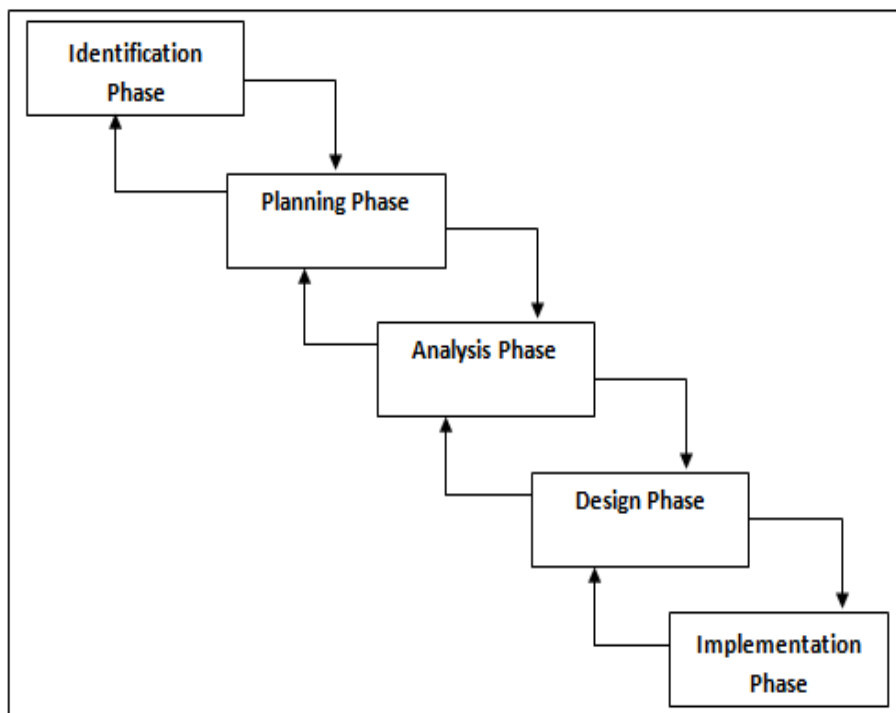 Identification
Phase
Planning Phase
Analysis Phase
Design Phase
Implementation
Phase